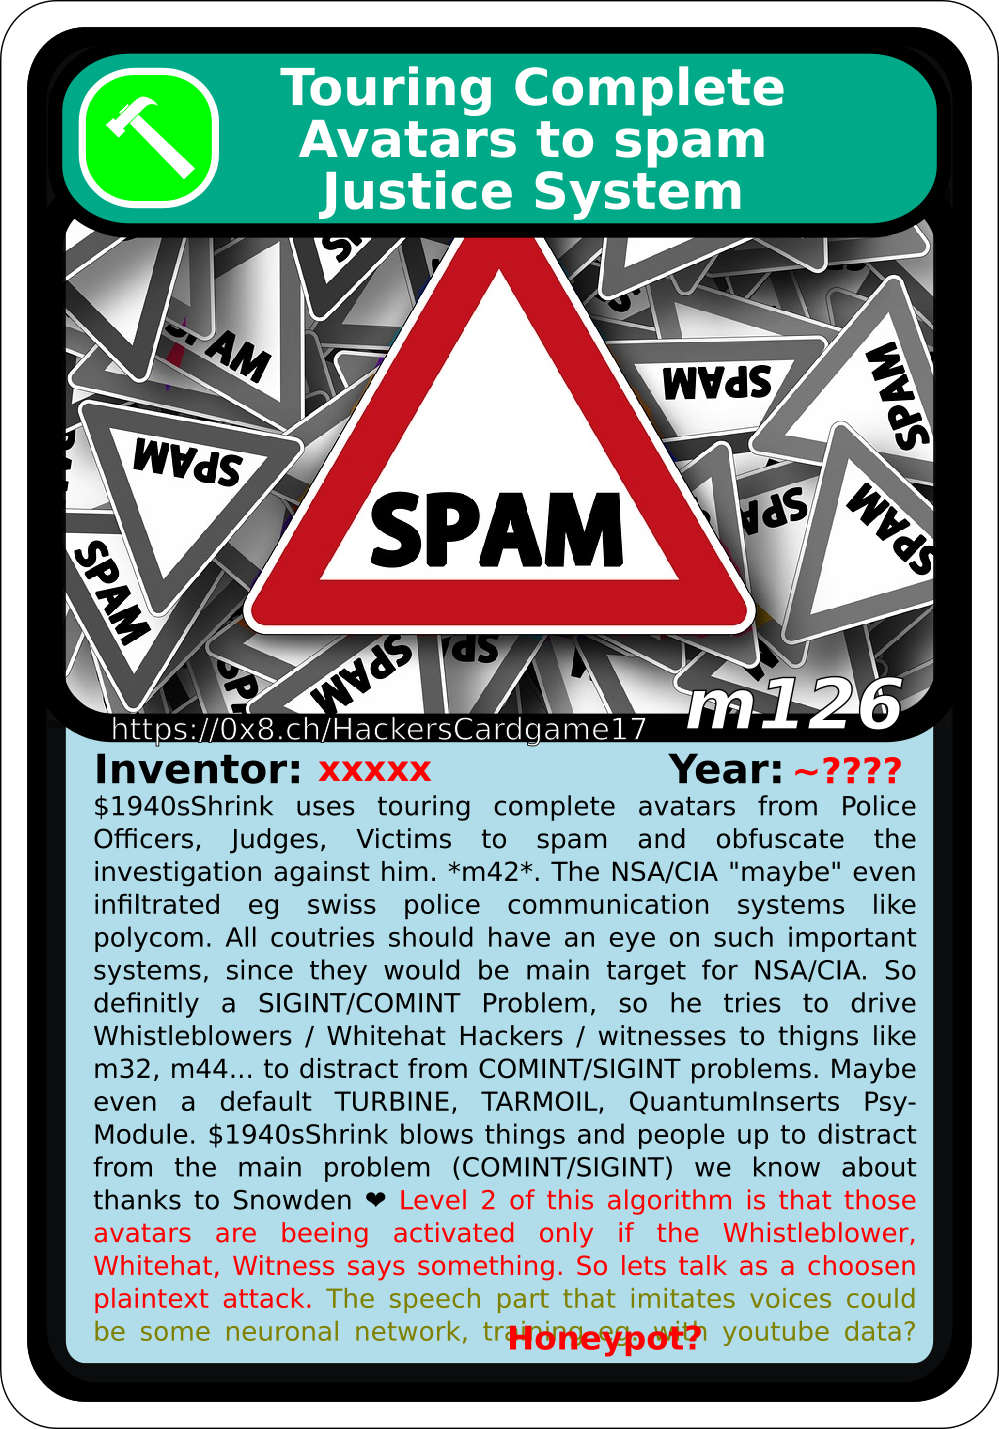 Touring Complete
Avatars to spam
Justice System
SPAM
SPAM
SPAM
SPAM
SPAM
SPAM
SPAM
SPAM
m126
https://0x8.ch/HackersCardgame17
Inventor: xxxxx Year: ~????
$1940sShrink uses touring complete avatars from Police
Officers, Judges, Victims to spam and obfuscate the
investigation against him. *m42*. The NSA/CIA "maybe" even
infiltrated eg swiss police communication systems like
polycom. All coutries should have an eye on such important
systems, since they would be main target for NSA/CIA. So
definitly a SIGINT/COMINT Problem, so he tries to drive
Whistleblowers / Whitehat Hackers / witnesses to thigns like
m32, m44... to distract from COMINT/SIGINT problems. Maybe
even a default TURBINE, TARMOIL, QuantumInserts Psy-
Module. $1940sShrink blows things and people up to distract
from the main problem (COMINT/SIGINT) we know about
thanks to Snowden ❤ Level 2 of this algorithm is that those
avatars are beeing activated only if the Whistleblower,
Whitehat, Witness says something. So lets talk as a choosen
plaintext attack. The speech part that imitates voices could
be some neuronal network, training eg. with youtube data?
Honeypot?